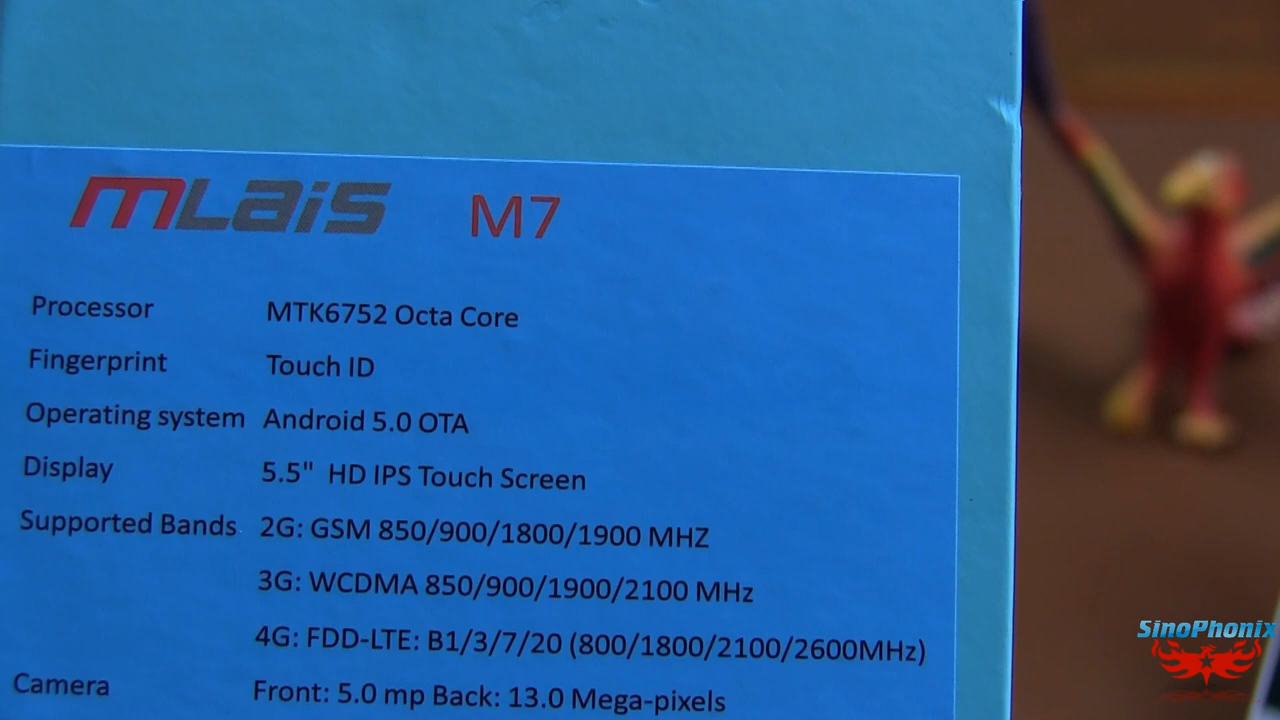 mLais M7
Processor MTK6752 Octa Core
Fingerprint Touch ID
Operating system Android 5.0 OTA
Display 5.5" HD IPS Touch Screen
Supported Bands 2G: GSM 850/900/1800/1900 MHZ
3G: WCDMA 850/900/1900/2100 MHz
4G: FDD-LTE: B1/3/7/20 (800/1800/2100/2600MHz)
Camera Front: 5.0 mp Back: 13.0 Mega-pixels
SinoPhonix